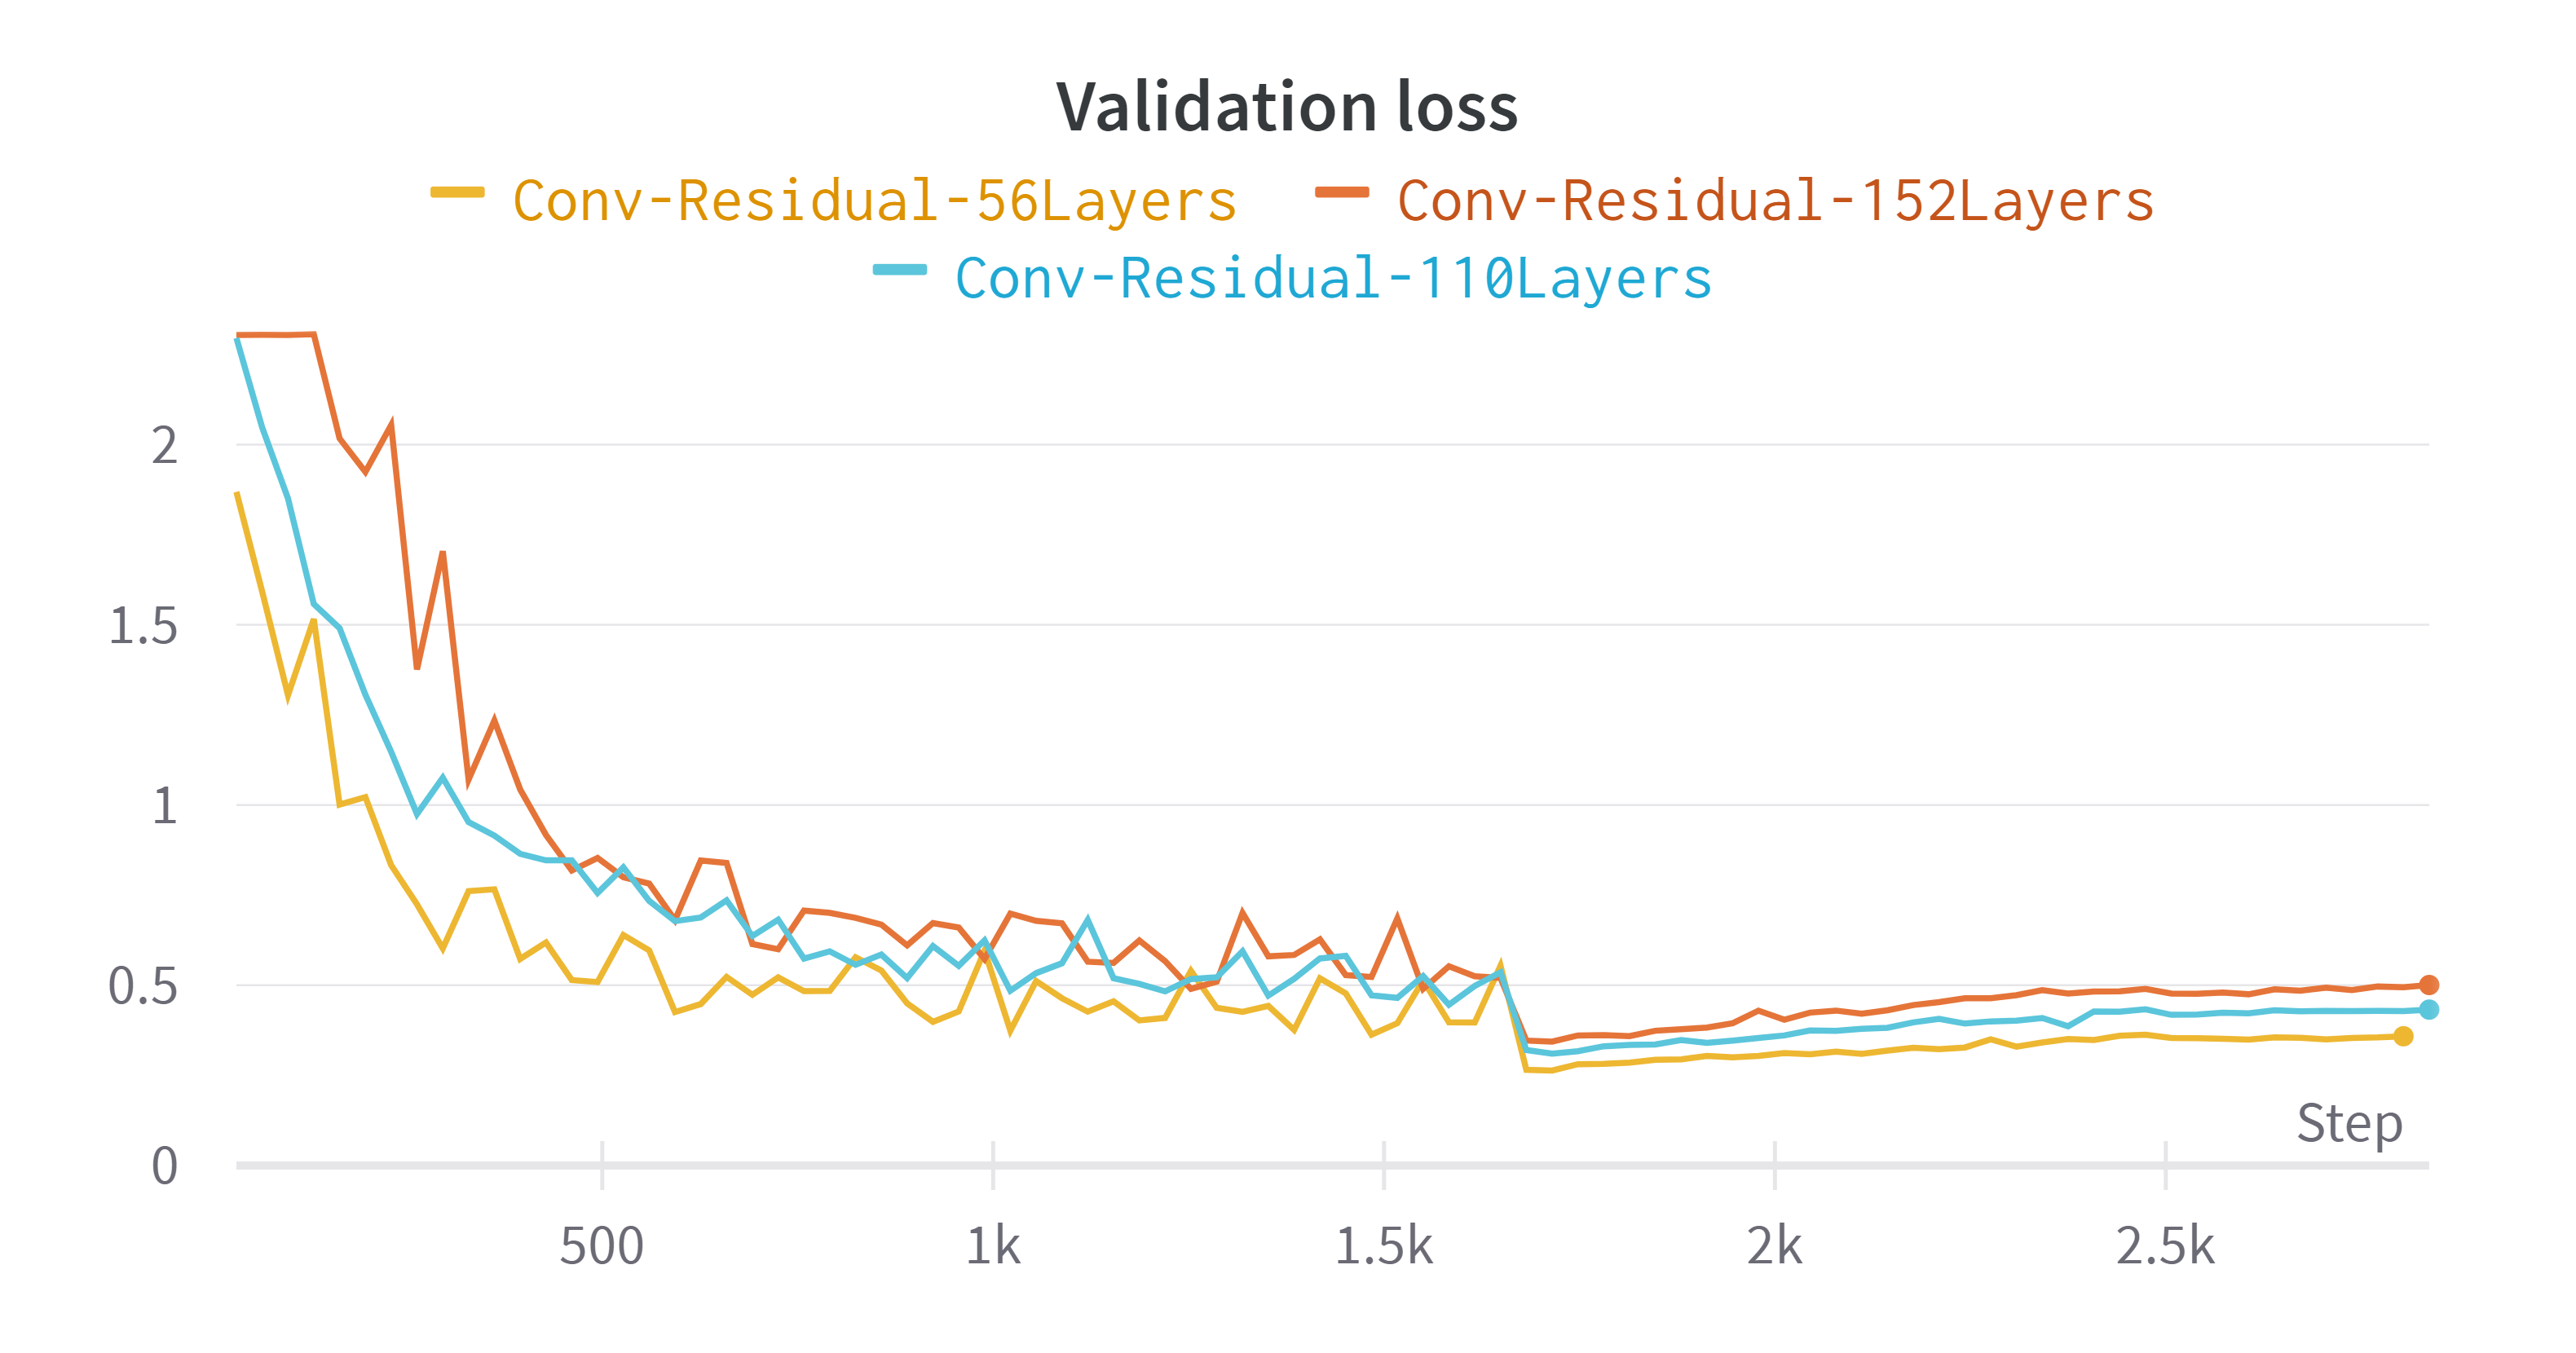 Validation loss
Conv-Residual-56Layers Conv-Residual-152Layers
Conv-Residual-110Layers
2
1.5
1
0.5
0
Step
500 1k 1.5k 2k 2.5k